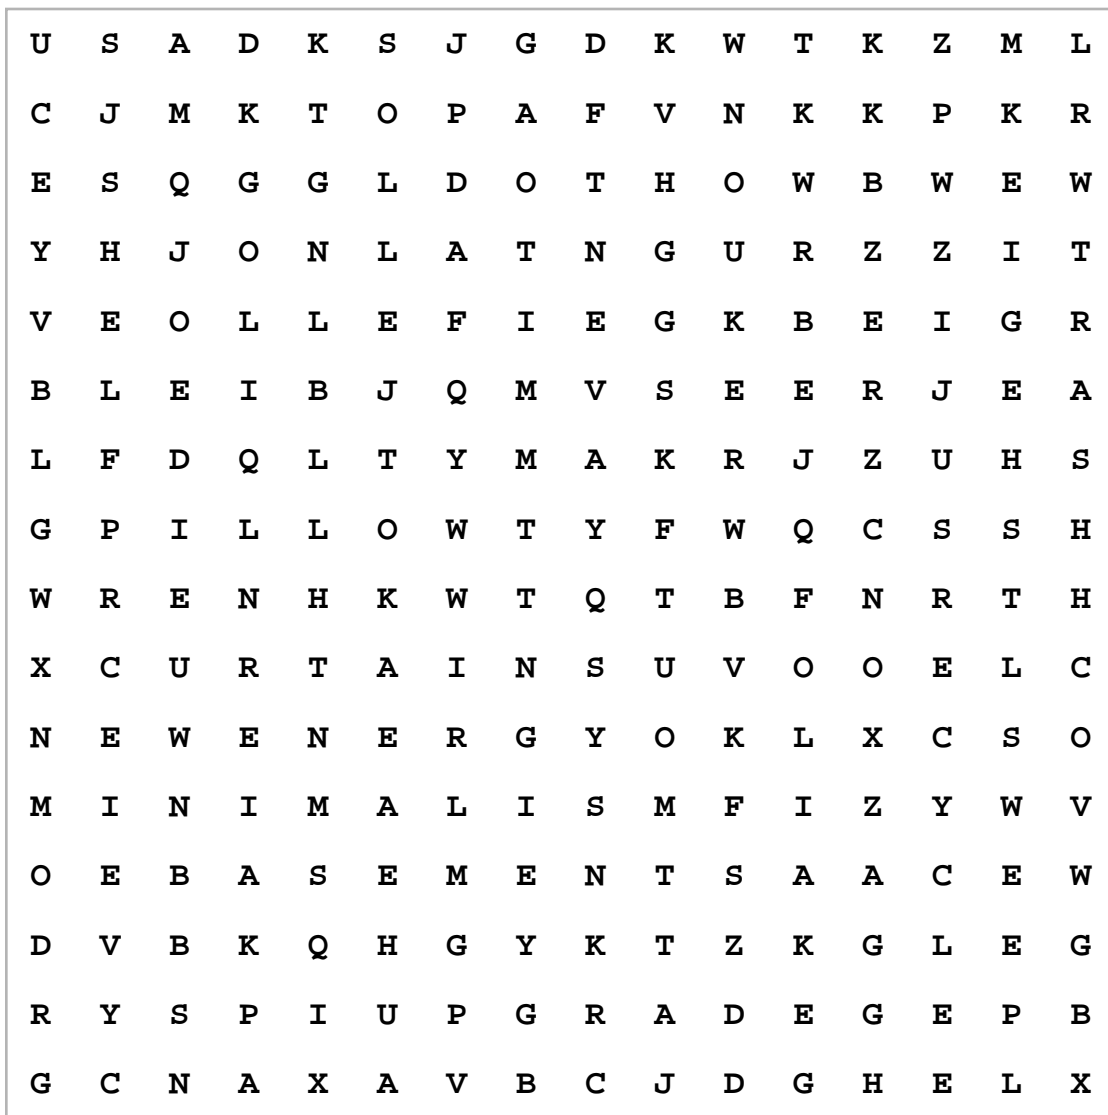 U S A D K S J G D K W T K Z M L
C J M K T O P A F V N K K P K R
E S Q G G L D O T H O W B W E W
Y H J O N L A T N G U R Z Z I T
V E O L L E F I E G K B E I G R
B L E I B J Q M V S E E R J E A
L F D Q L T Y M A K R J Z U H S
G P I L L O W T Y F W Q C S S H
W R E N H K W T Q T B F N R T H
X C U R T A I N S U V O O E L C
N E W E N E R G Y O K L X C S O
M I N I M A L I S M F I Z Y W V
O E B A S E M E N T S A A C E W
D V B K Q H G Y K T Z K G L E G
R Y S P I U P G R A D E G E P B
G C N A X A V B C J D G H E L X